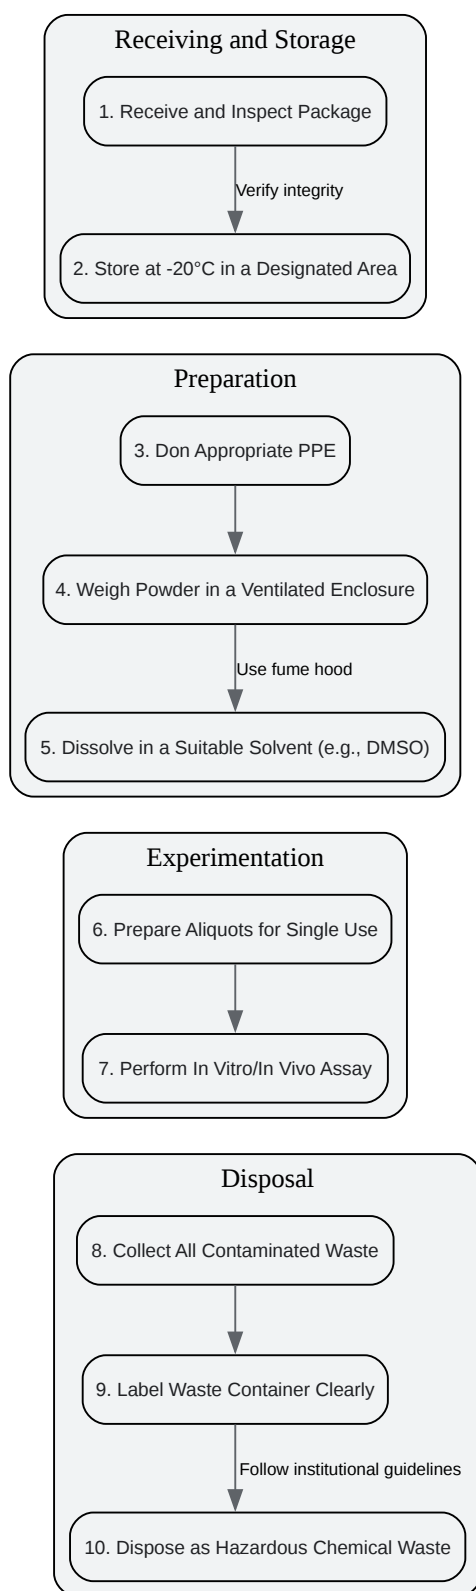 Receiving and Storage
1. Receive and Inspect Package
Verify integrity
2. Store at -20°C in a Designated Area
Preparation
3. Don Appropriate PPE
4. Weigh Powder in a Ventilated Enclosure
Use fume hood
5. Dissolve in a Suitable Solvent (e.g., DMSO)
Experimentation
6. Prepare Aliquots for Single Use
7. Perform In Vitro/In Vivo Assay
Disposal
8. Collect All Contaminated Waste
9. Label Waste Container Clearly
Follow institutional guidelines
10. Dispose as Hazardous Chemical Waste